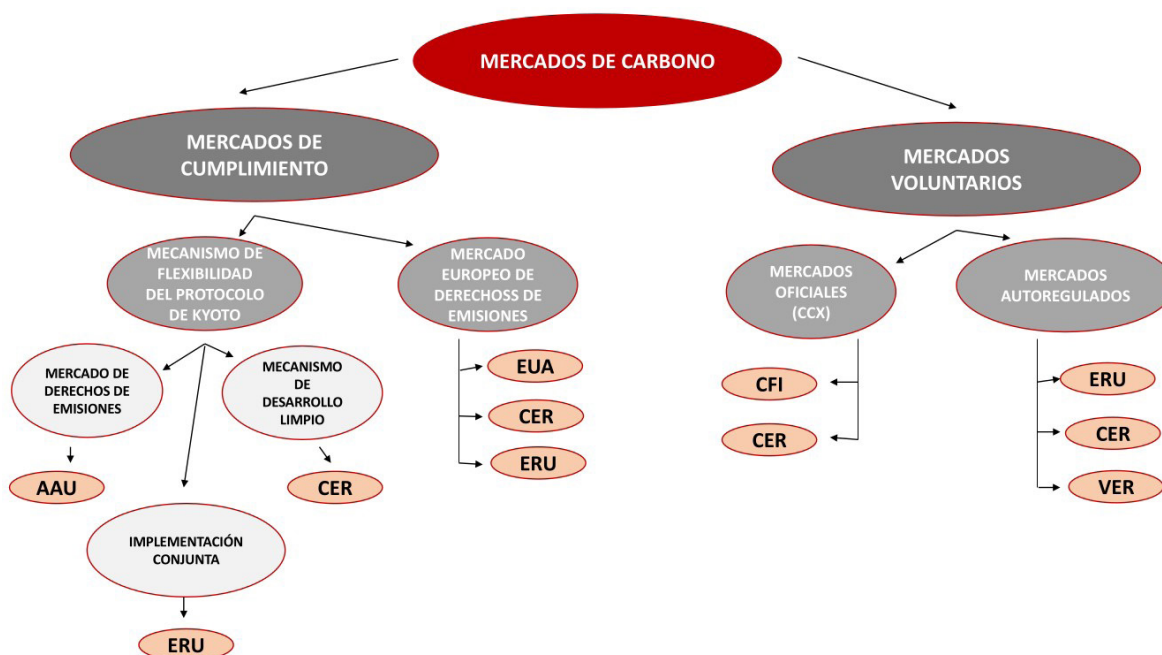 MERCADOS DE CARBONO
MERCADOS DE
CUMPLIMIENTO
MERCADOS
VOLUNTARIOS
MECANISMO DE
FLEXIBILIDAD
DEL PROTOCOLO
DE KYOTO
MERCADO
EUROPEO DE
DERECHOSS DE
EMISIONES
MERCADOS
OFICIALES
(CCX)
MERCADOS
AUTOREGULADOS
MERCADO DE
DERECHOS DE
EMISIONES
MECANISMO
DE
DESARROLLO
LIMPIO
EUA
CER
ERU
CFI
CER
ERU
CER
VER
AAU
CER
IMPLEMENTACIÓN
CONJUNTA
ERU